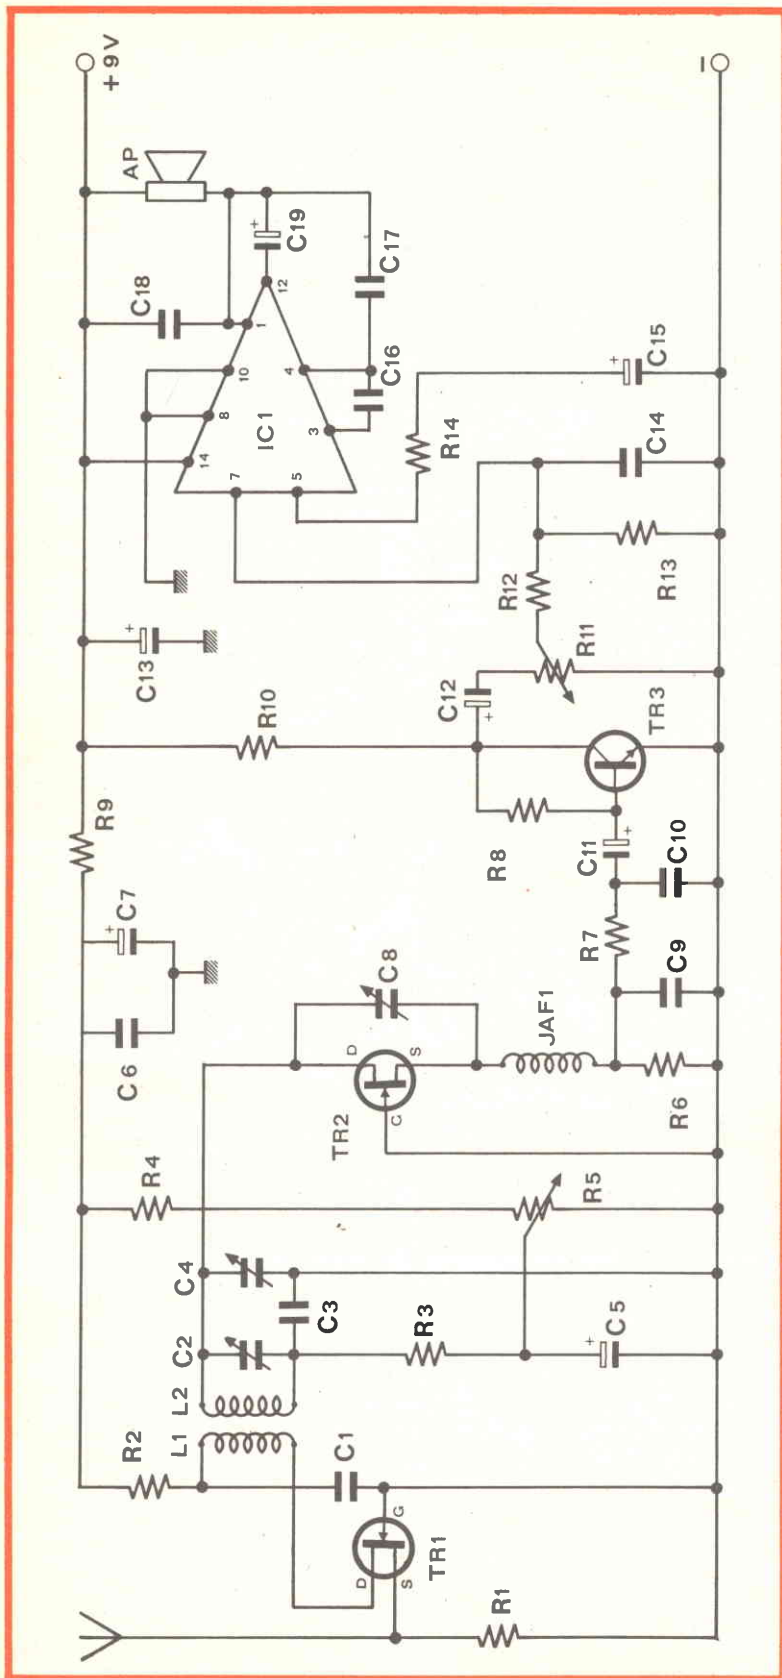 +9V
R9
R2
R4
C6
C7
+
C13
+
C18
AP
L1
L2
C2
C4
R10
14
8
10
1
IC1
12
+
C19
7
5
3
4
C3
C16
C17
D
S
C
TR2
C8
C1
R3
R14
D
S
G
TR1
R5
JAF1
R8
C12
+
R11
R12
R7
C11
+
TR3
R1
C5
+
R6
C9
C10
R13
C14
C15
+
−